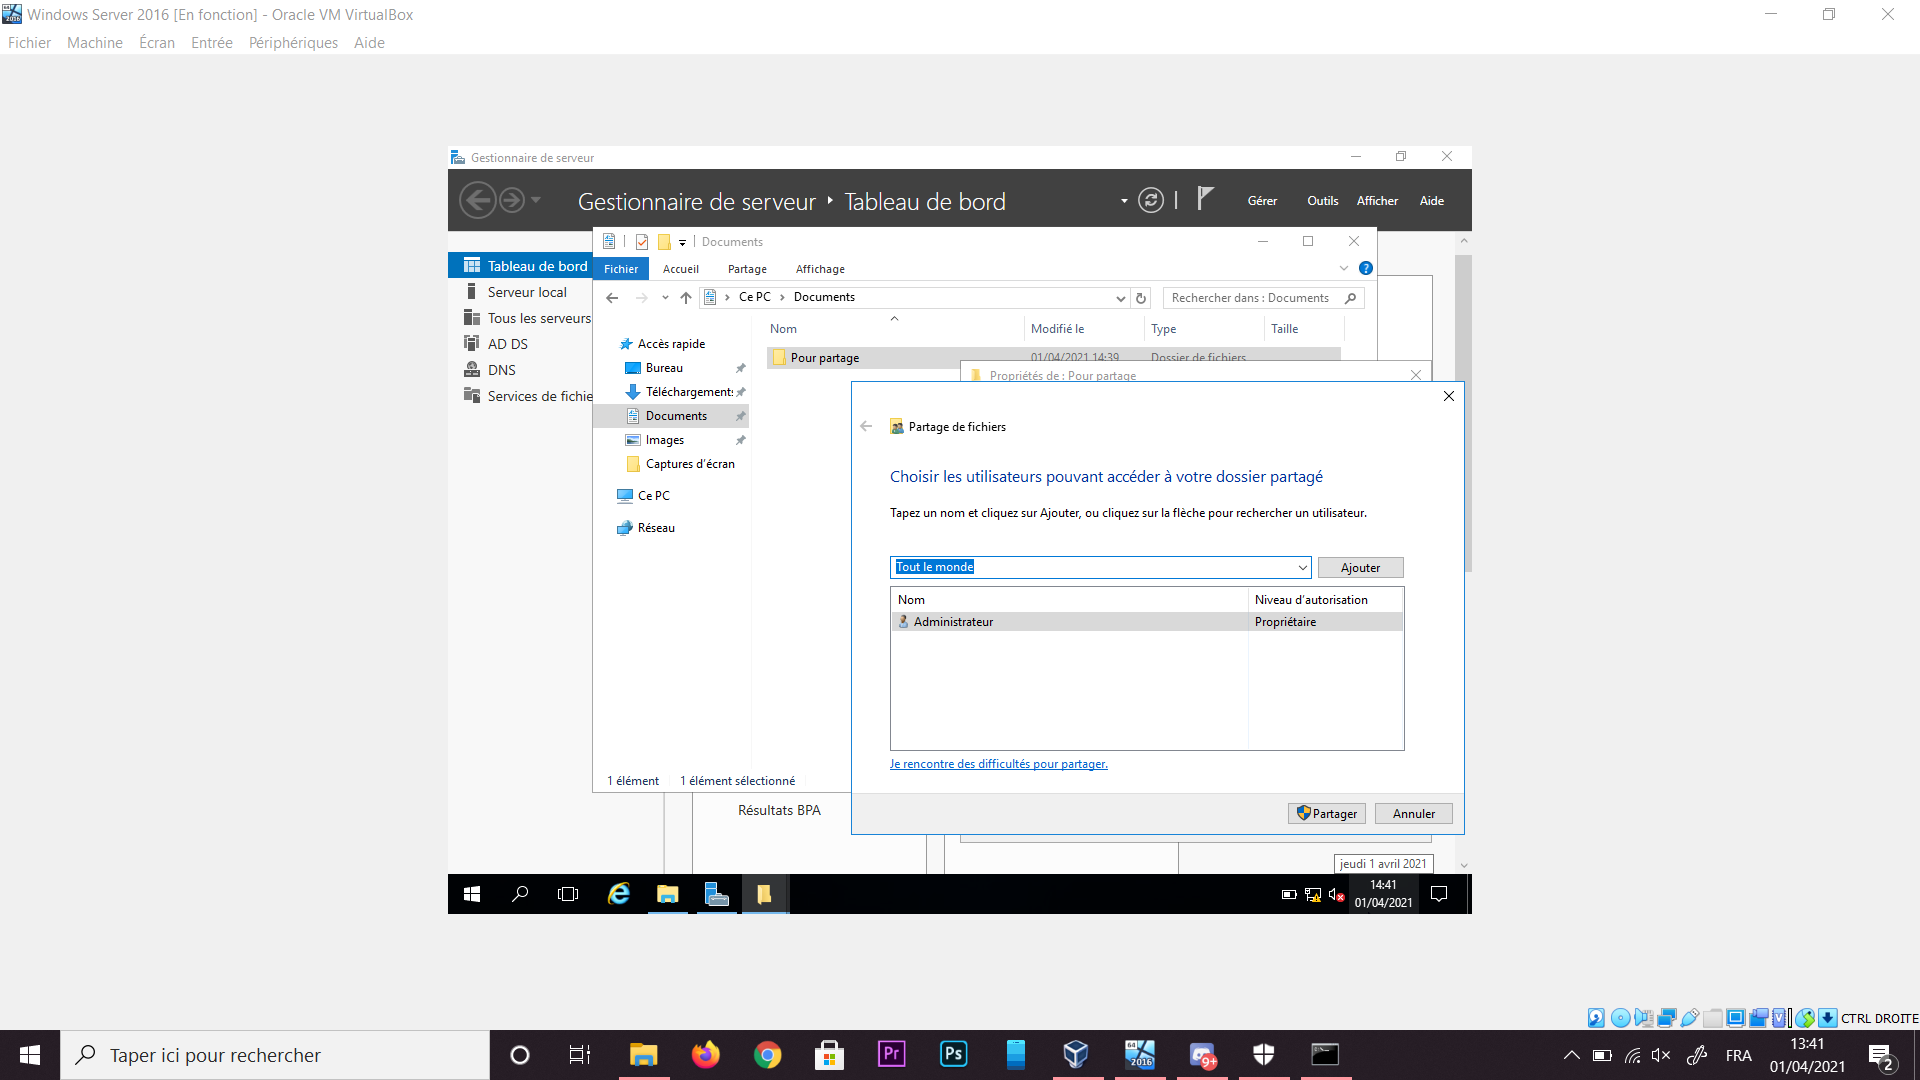 Windows Server 2016 [En fonction] - Oracle VM VirtualBox
Fichier Machine Écran Entrée Périphériques Aide
Gestionnaire de serveur
Gestionnaire de serveur Tableau de bord
Gérer Outils Afficher Aide
Documents
Fichier Accueil Partage Affichage
Ce PC Documents
Rechercher dans : Documents
Tableau de bord
Serveur local
Tous les serveurs
AD DS
DNS
Services de fichie
Accès rapide
Bureau
Téléchargement
Documents
Images
Captures d'écran
Ce PC
Réseau
Nom Modifié le Type Taille
Pour partage 01/04/2021 14:39 Dossier de fichiers
Propriétés de : Pour partage
Partage de fichiers
Choisir les utilisateurs pouvant accéder à votre dossier partagé
Tapez un nom et cliquez sur Ajouter, ou cliquez sur la flèche pour rechercher un utilisateur.
Tout le monde
Ajouter
Nom Niveau d'autorisation
Administrateur Propriétaire
Je rencontre des difficultés pour partager.
Partager Annuler
1 élément 1 élément sélectionné
Résultats BPA
jeudi 1 avril 2021
14:41
01/04/2021
CTRL DROITE
Taper ici pour rechercher
Pr
Ps
64
2016
9+
FRA
13:41
01/04/2021
2